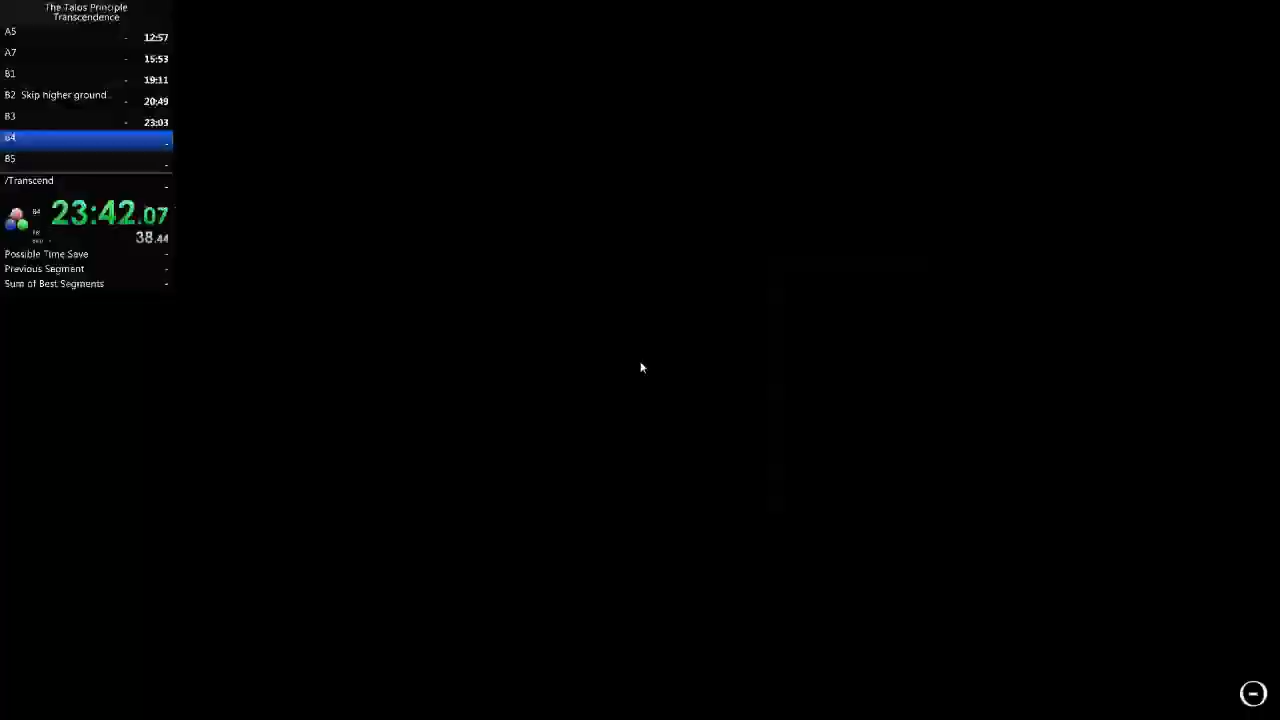 The Talos Principle
Transcendence
A5 - 12:57
A7 - 15:53
B1 - 19:11
B2 Skip higher ground.. - 20:49
B3 - 23:03
B4 -
B5 -
/Transcend -
B4 23:42.07
38.44
Possible Time Save -
Previous Segment -
Sum of Best Segments -